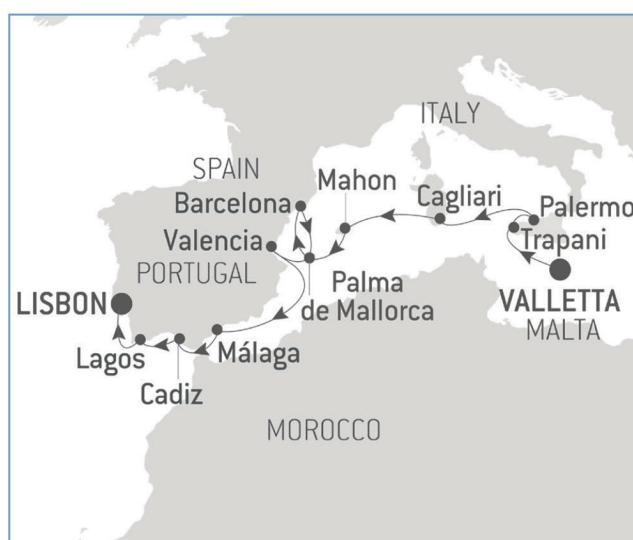 ITALY
SPAIN
Mahon
Barcelona
Cagliari
Palermo
Valencia
Trapani
PORTUGAL
Palma
de Mallorca
LISBON
VALLETTA
MALTA
Lagos
Málaga
Cadiz
MOROCCO